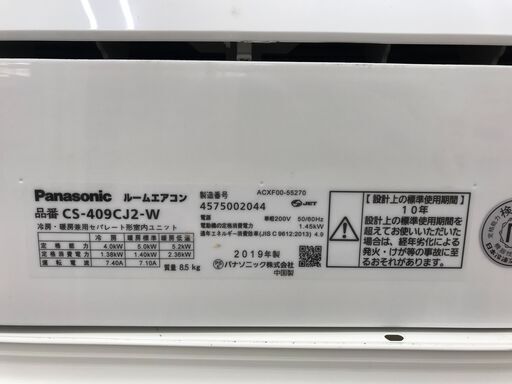 Panasonic ルームエアコン
品番 CS-409CJ2-W
冷房・暖房兼用セパレート形室内ユニット
冷房 暖房標準 暖房低温
定格能力 4.0kW 5.0kW 5.2kW
定格消費電力 1.38kW 1.40kW 2.36kW
運転電流 7.40A 7.10A
質量 8.5kg
ACXF00-55270
製造番号
4575002044
JET
電源 単相200V 50/60Hz
電動機の定格消費電力 1.45kW
通年エネルギー消費効率(JIS C 9612:2013) 4.9
2019年製
パナソニック株式会社
中国製
【設計上の標準使用期間】
10年
設計上の標準使用期間を
超えてお使いいただいた
場合は、経年劣化による
発火・けが等の事故に至
るおそれがあります。